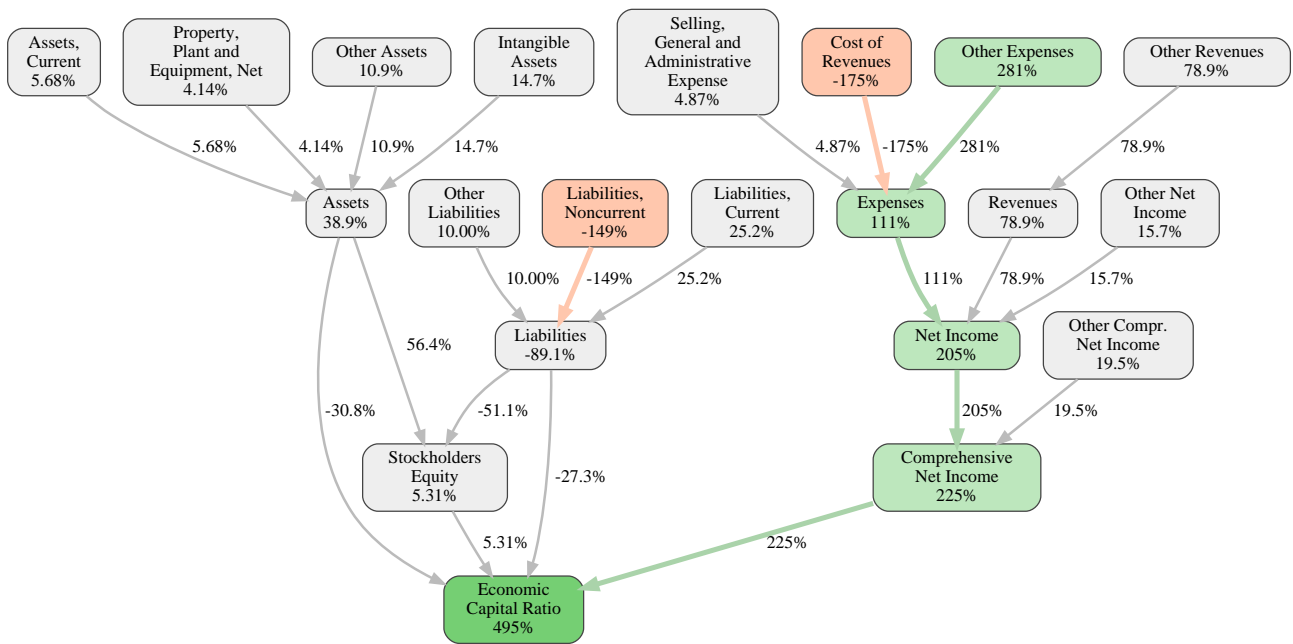 Assets,
Current
5.68%
Property,
Plant and
Equipment, Net
4.14%
Other Assets
10.9%
Intangible
Assets
14.7%
Selling,
General and
Administrative
Expense
4.87%
Cost of
Revenues
-175%
Other Expenses
281%
Other Revenues
78.9%
5.68%
4.14%
10.9%
14.7%
4.87%
-175%
281%
78.9%
Assets
38.9%
Other
Liabilities
10.00%
Liabilities,
Noncurrent
-149%
Liabilities,
Current
25.2%
Expenses
111%
Revenues
78.9%
Other Net
Income
15.7%
10.00%
-149%
25.2%
111%
78.9%
15.7%
Liabilities
-89.1%
Net Income
205%
Other Compr.
Net Income
19.5%
56.4%
-30.8%
-51.1%
205%
19.5%
Stockholders
Equity
5.31%
-27.3%
Comprehensive
Net Income
225%
5.31%
225%
Economic
Capital Ratio
495%